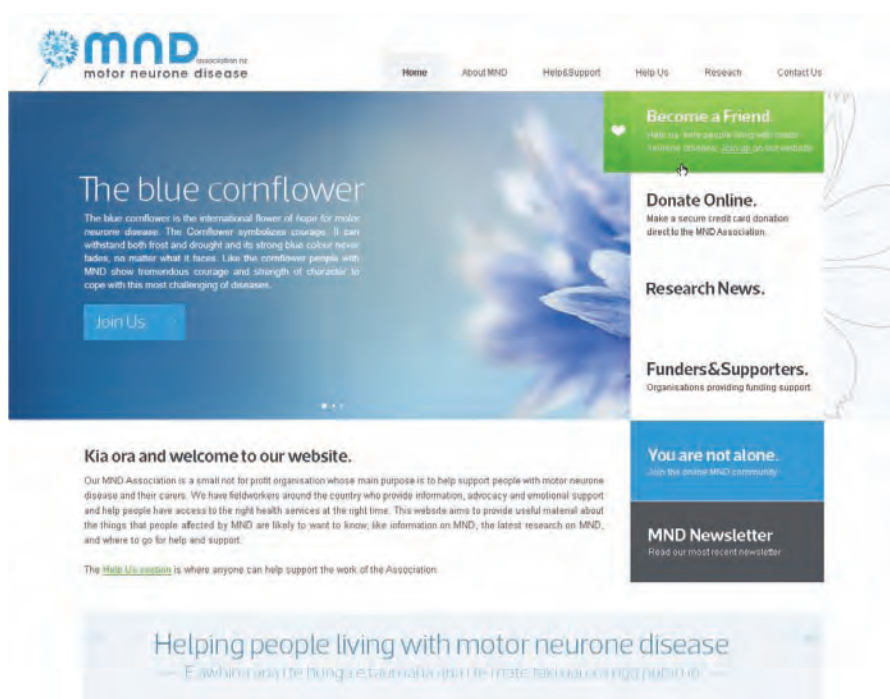 mnd
association nz
motor neurone disease
Home About MND Help&Support Help Us Reseach Contact Us
Become a Friend.
Help us, help people living with motor
neurone disease. Join up on our website
The blue cornflower
The blue cornflower is the international flower of hope for motor
neurone disease. The Cornflower symbolizes courage. It can
withstand both frost and drought and its strong blue colour never
fades, no matter what it faces. Like the cornflower people with
MND show tremendous courage and strength of character to
cope with this most challenging of diseases.
Join Us
Donate Online.
Make a secure credit card donation
direct to the MND Association.
Research News.
Funders&Supporters.
Organisations providing funding support
Kia ora and welcome to our website.
Our MND Association is a small not for profit organisation whose main purpose is to help support people with motor neurone
disease and their carers. We have fieldworkers around the country who provide information, advocacy and emotional support
and help people have access to the right health services at the right time. This website aims to provide useful material about
the things that people affected by MND are likely to want to know, like information on MND, the latest research on MND,
and where to go for help and support.
The Help Us section is where anyone can help support the work of the Association
You are not alone.
Join the online MND community
MND Newsletter
Read our most recent newsletter
Helping people living with motor neurone disease